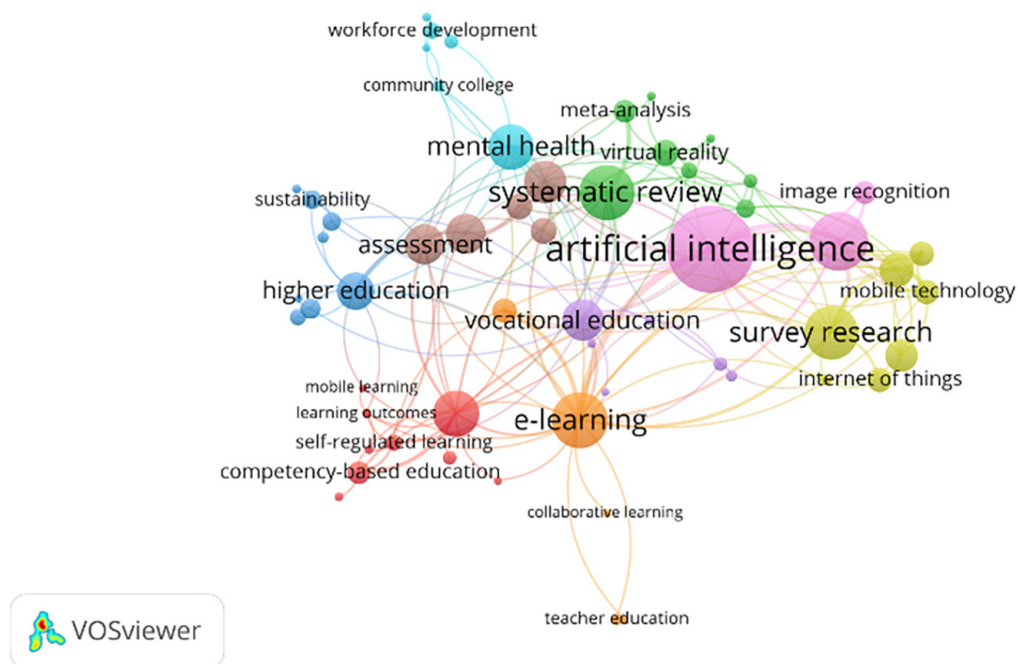 workforce development
community college
meta-analysis
mental health
virtual reality
systematic review
image recognition
sustainability
assessment
artificial intelligence
higher education
mobile technology
vocational education
survey research
internet of things
mobile learning
learning outcomes
e-learning
self-regulated learning
competency-based education
collaborative learning
teacher education
VOSviewer